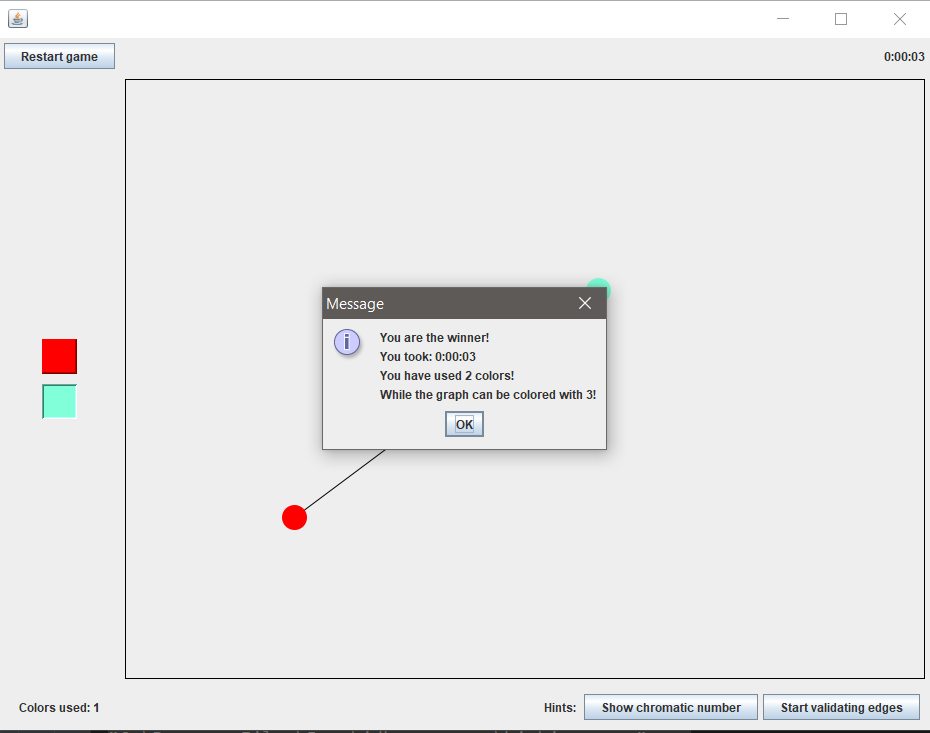 Restart game
0:00:03
Message
You are the winner!
You took: 0:00:03
You have used 2 colors!
While the graph can be colored with 3!
OK
Colors used: 1
Hints:
Show chromatic number
Start validating edges